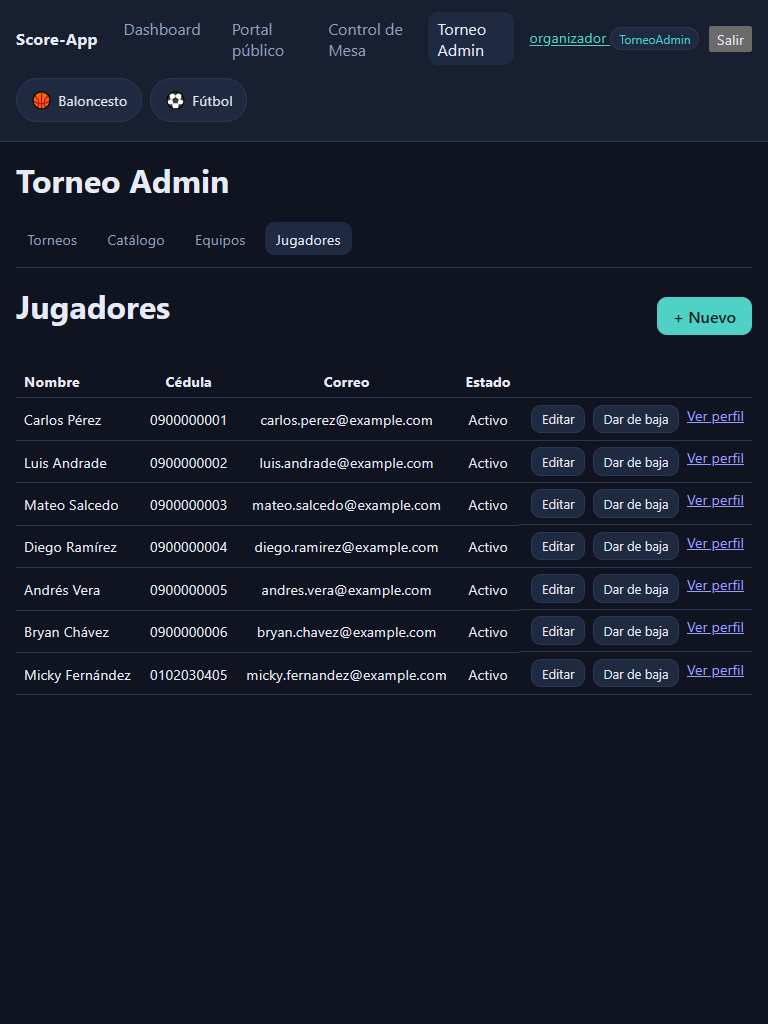 Score-App Dashboard Portal público Control de Mesa Torneo Admin organizador TorneoAdmin Salir
Baloncesto Fútbol
Torneo Admin
Torneos Catálogo Equipos Jugadores
Jugadores + Nuevo
Nombre Cédula Correo Estado
Carlos Pérez 0900000001 carlos.perez@example.com Activo Editar Dar de baja Ver perfil
Luis Andrade 0900000002 luis.andrade@example.com Activo Editar Dar de baja Ver perfil
Mateo Salcedo 0900000003 mateo.salcedo@example.com Activo Editar Dar de baja Ver perfil
Diego Ramírez 0900000004 diego.ramirez@example.com Activo Editar Dar de baja Ver perfil
Andrés Vera 0900000005 andres.vera@example.com Activo Editar Dar de baja Ver perfil
Bryan Chávez 0900000006 bryan.chavez@example.com Activo Editar Dar de baja Ver perfil
Micky Fernández 0102030405 micky.fernandez@example.com Activo Editar Dar de baja Ver perfil